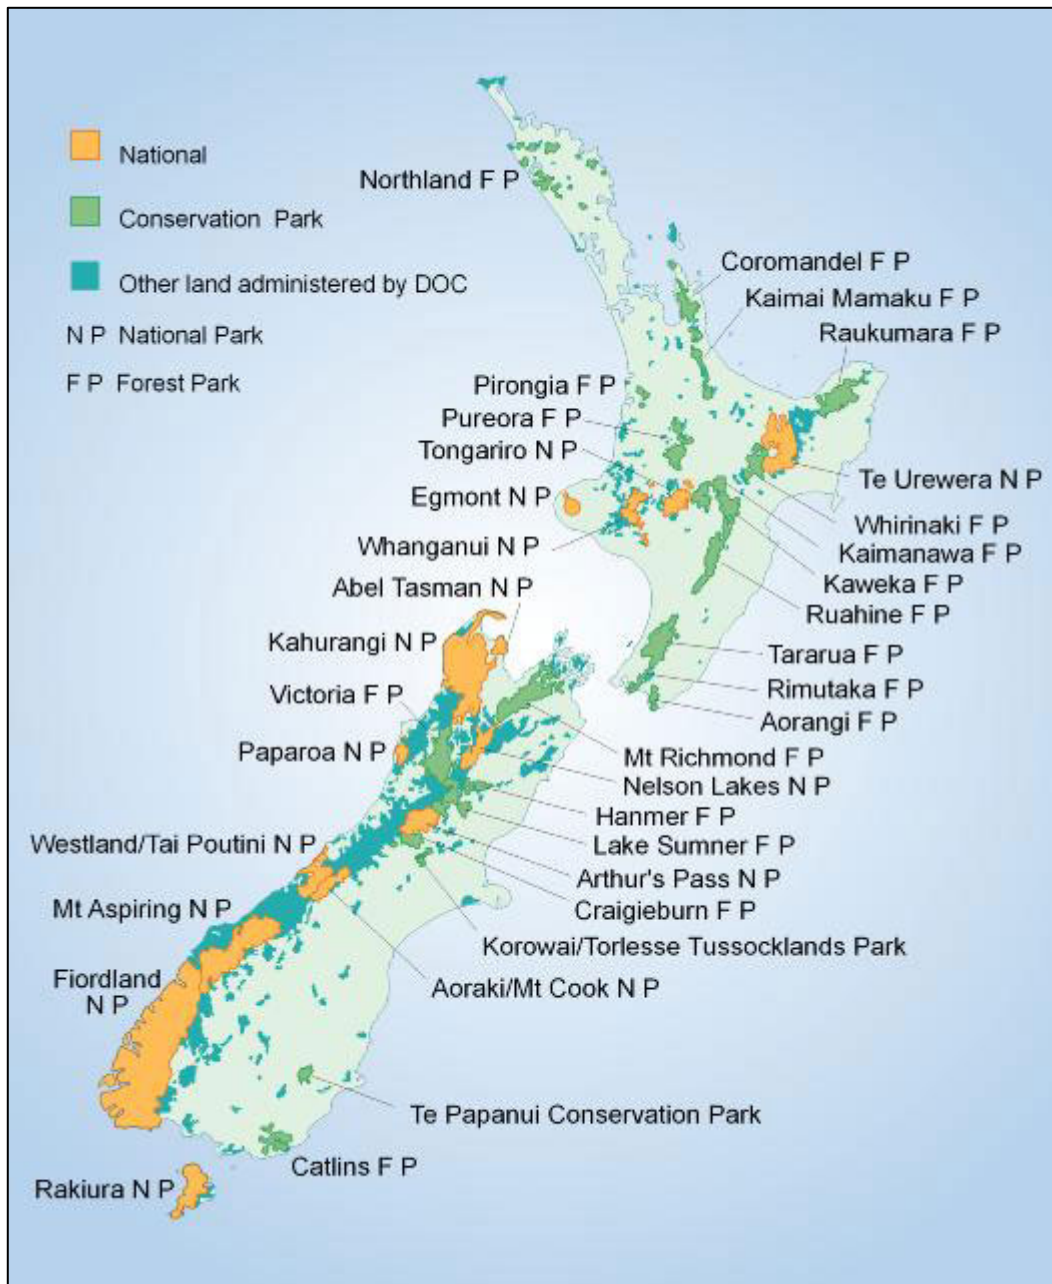 National
Conservation Park
Other land administered by DOC
N P National Park
F P Forest Park
Northland F P
Coromandel F P
Kaimai Mamaku F P
Raukumara F P
Pirongia F P
Pureora F P
Tongariro N P
Egmont N P
Te Urewera N P
Whirinaki F P
Whanganui N P
Kaimanawa F P
Kaweka F P
Abel Tasman N P
Ruahine F P
Kahurangi N P
Tararua F P
Rimutaka F P
Victoria F P
Aorangi F P
Paparoa N P
Mt Richmond F P
Nelson Lakes N P
Hanmer F P
Westland/Tai Poutini N P
Lake Sumner F P
Arthur's Pass N P
Mt Aspiring N P
Craigieburn F P
Korowai/Torlesse Tussocklands Park
Fiordland
N P
Aoraki/Mt Cook N P
Te Papanui Conservation Park
Catlins F P
Rakiura N P